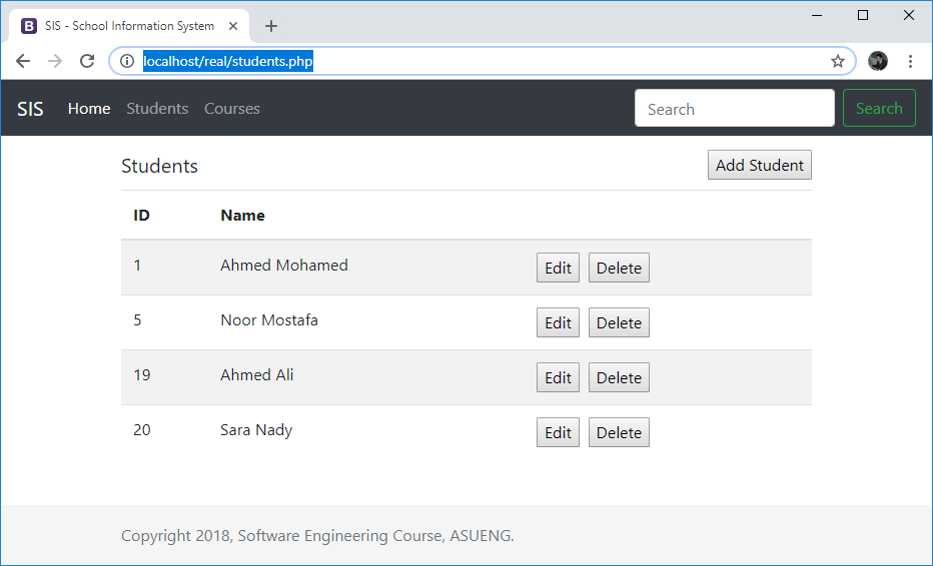 B SIS - School Information System
localhost/real/students.php
SIS Home Students Courses Search Search
Students Add Student
ID Name
1 Ahmed Mohamed Edit Delete
5 Noor Mostafa Edit Delete
19 Ahmed Ali Edit Delete
20 Sara Nady Edit Delete
Copyright 2018, Software Engineering Course, ASUENG.